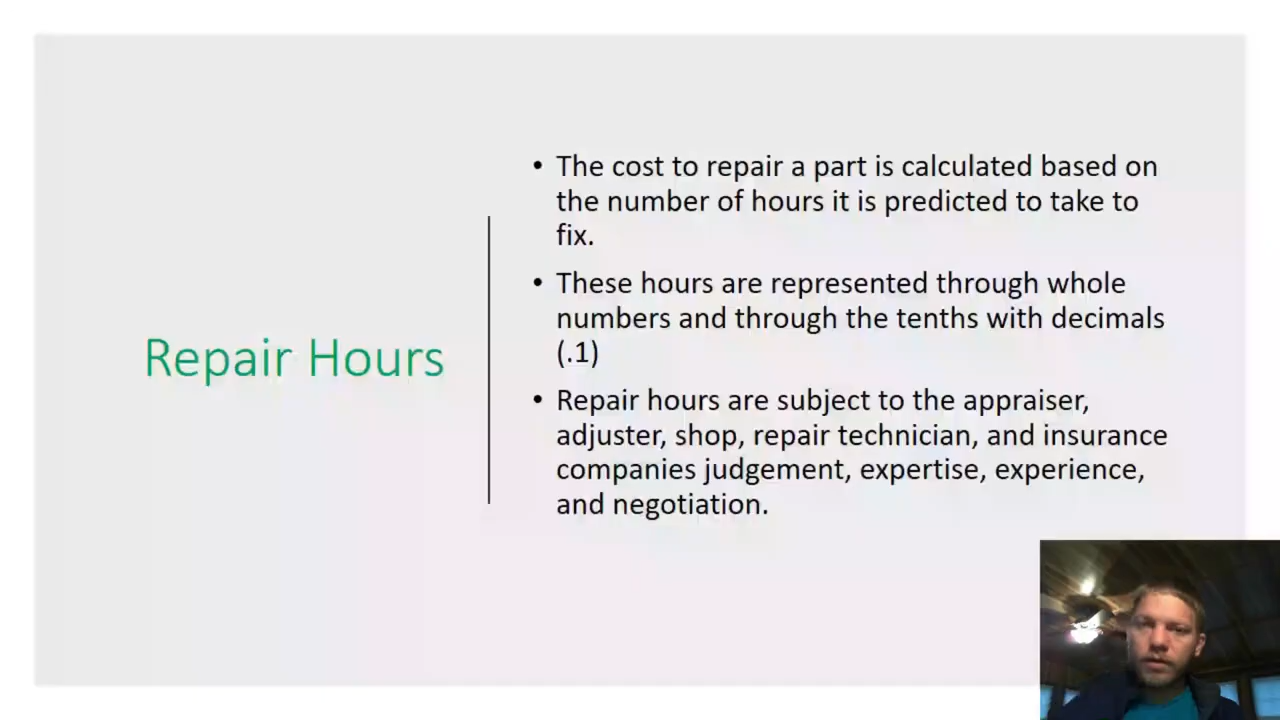 Repair Hours
• The cost to repair a part is calculated based on
the number of hours it is predicted to take to
fix.
• These hours are represented through whole
numbers and through the tenths with decimals
(.1)
• Repair hours are subject to the appraiser,
adjuster, shop, repair technician, and insurance
companies judgement, expertise, experience,
and negotiation.